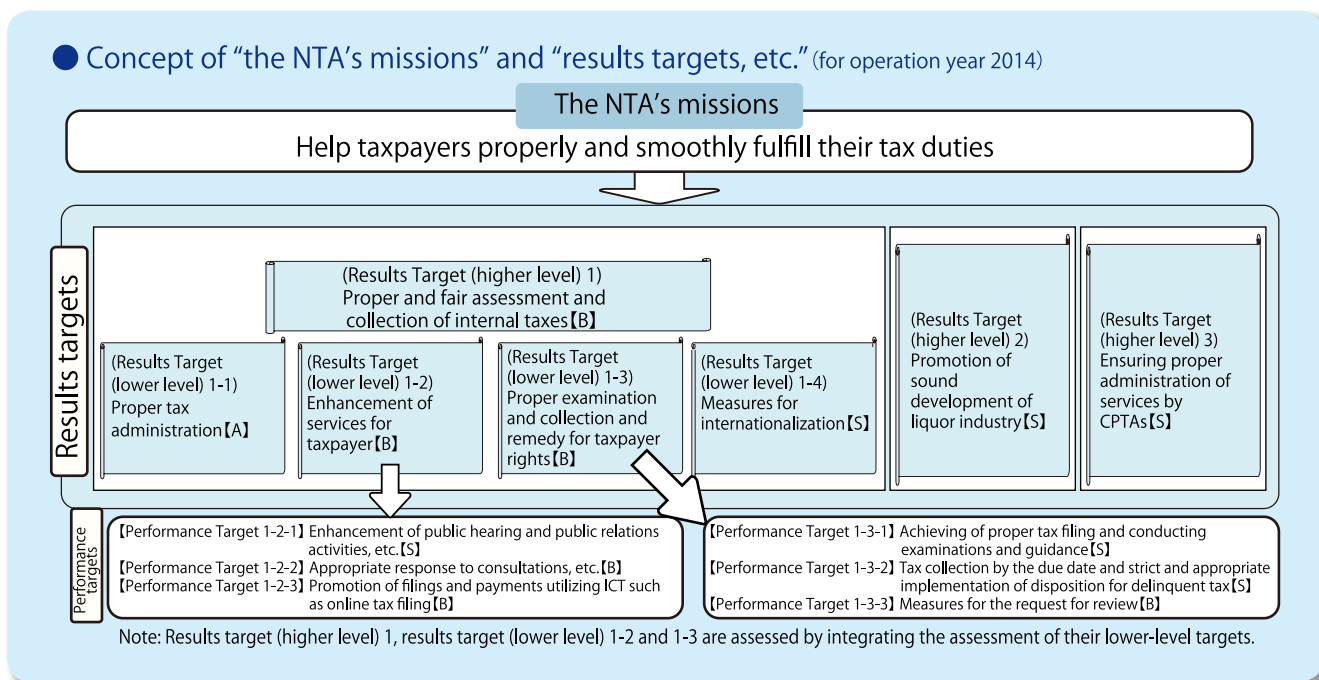 ● Concept of “the NTA’s missions” and “results targets, etc.” (for operation year 2014)
The NTA’s missions
Help taxpayers properly and smoothly fulfill their tax duties
Results targets
(Results Target (higher level) 1)
Proper and fair assessment and
collection of internal taxes【B】
(Results Target
(lower level) 1-1)
Proper tax
administration【A】
(Results Target
(lower level) 1-2)
Enhancement of
services for
taxpayer【B】
(Results Target
(lower level) 1-3)
Proper examination
and collection and
remedy for taxpayer
rights【B】
(Results Target
(lower level) 1-4)
Measures for
internationalization【S】
(Results Target
(higher level) 2)
Promotion of
sound
development of
liquor industry【S】
(Results Target
(higher level) 3)
Ensuring proper
administration of
services by
CPTAs【S】
Performance
targets
【Performance Target 1-2-1】 Enhancement of public hearing and public relations
activities, etc.【S】
【Performance Target 1-2-2】 Appropriate response to consultations, etc.【B】
【Performance Target 1-2-3】 Promotion of filings and payments utilizing ICT such
as online tax filing【B】
【Performance Target 1-3-1】 Achieving of proper tax filing and conducting
examinations and guidance【S】
【Performance Target 1-3-2】 Tax collection by the due date and strict and appropriate
implementation of disposition for delinquent tax【S】
【Performance Target 1-3-3】 Measures for the request for review【B】
Note: Results target (higher level) 1, results target (lower level) 1-2 and 1-3 are assessed by integrating the assessment of their lower-level targets.